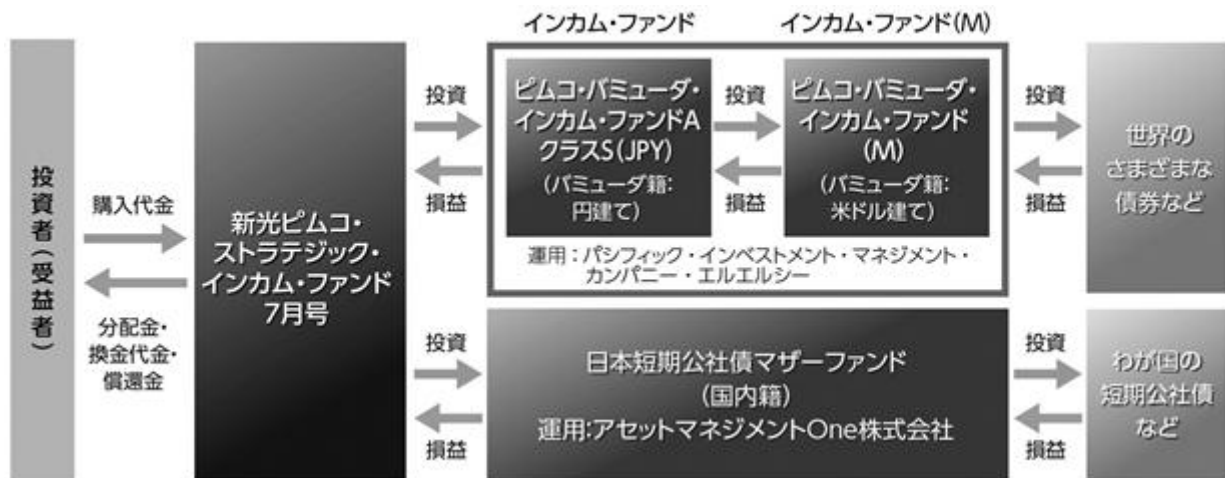 インカム・ファンド
インカム・ファンド(M)
投資者(受益者)
購入代金
分配金・
換金代金・
償還金
新光ピムコ・
ストラテジック・
インカム・ファンド
7月号
投資
損益
ピムコ・バミューダ・
インカム・ファンドA
クラスS(JPY)
(バミューダ籍:
円建て)
投資
損益
ピムコ・バミューダ・
インカム・ファンド
(M)
(バミューダ籍:
米ドル建て)
運用:パシフィック・インベストメント・マネジメント・
カンパニー・エルエルシー
投資
損益
世界の
さまざまな
債券など
投資
損益
日本短期公社債マザーファンド
(国内籍)
運用:アセットマネジメントOne株式会社
投資
損益
わが国の
短期公社債
など